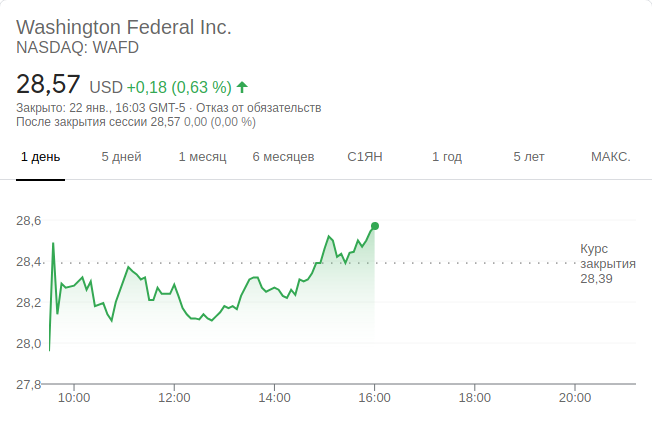 Washington Federal Inc.
NASDAQ: WAFD
28,57 USD +0,18 (0,63 %)
Закрыто: 22 янв., 16:03 GMT-5 · Отказ от обязательств
После закрытия сессии 28,57 0,00 (0,00 %)
1 день 5 дней 1 месяц 6 месяцев С1ЯН 1 год 5 лет МАКС.
28,6
28,4
28,2
28,0
27,8
Курс
закрытия
28,39
10:00 12:00 14:00 16:00 18:00 20:00